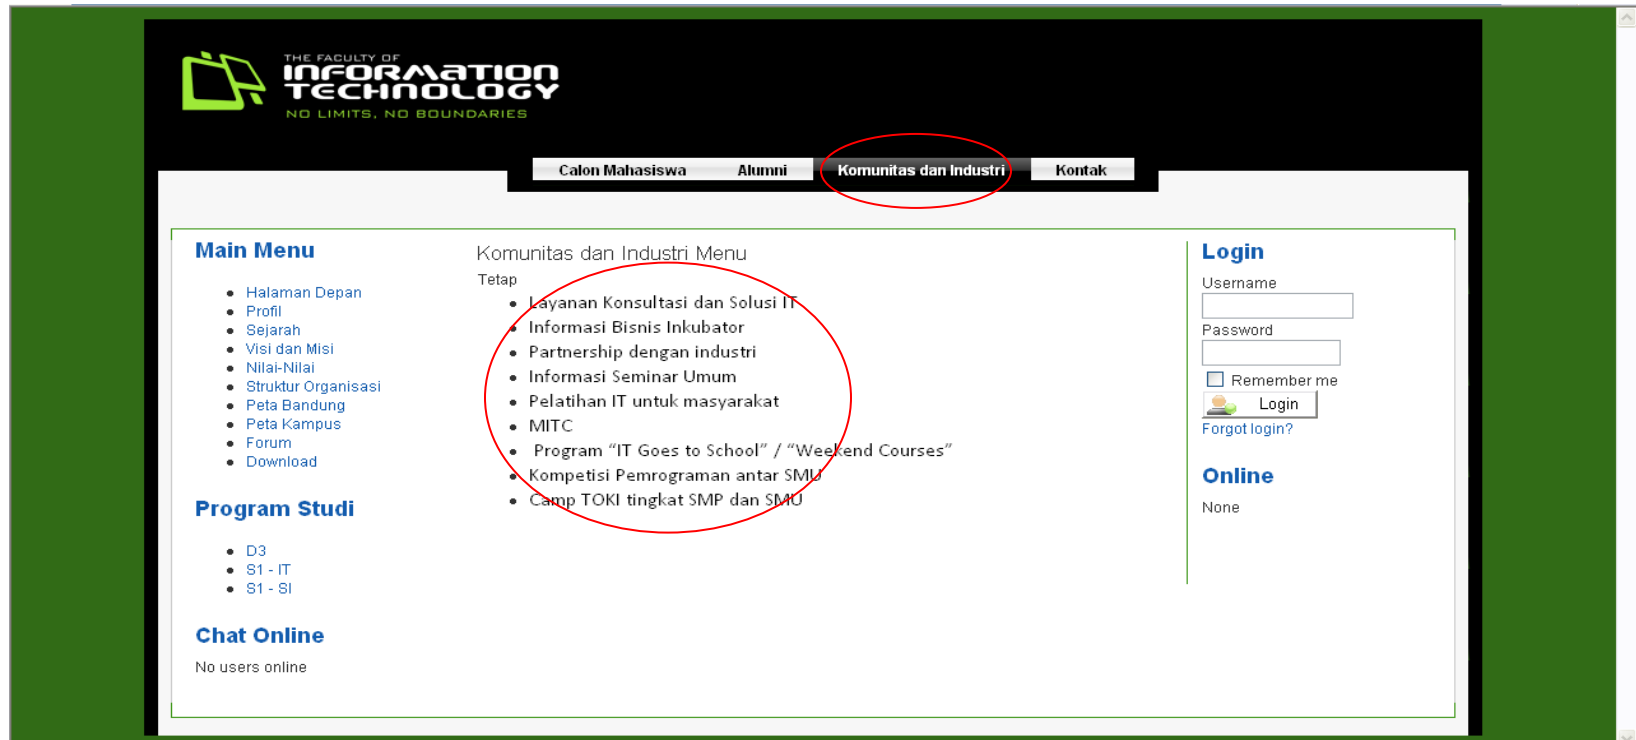 THE FACULTY OF
INFORMATION
TECHNOLOGY
NO LIMITS, NO BOUNDARIES
Calon Mahasiswa Alumni Komunitas dan Industri Kontak
Main Menu
Halaman Depan
Profil
Sejarah
Visi dan Misi
Nilai-Nilai
Struktur Organisasi
Peta Bandung
Peta Kampus
Forum
Download
Program Studi
D3
S1 - IT
S1 - SI
Chat Online
No users online
Komunitas dan Industri Menu
Tetap
Layanan Konsultasi dan Solusi IT
Informasi Bisnis Inkubator
Partnership dengan industri
Informasi Seminar Umum
Pelatihan IT untuk masyarakat
MITC
Program “IT Goes to School” / “Weekend Courses”
Kompetisi Pemrograman antar SMU
Camp TOKI tingkat SMP dan SMU
Login
Username
Password
Remember me
Login
Forgot login?
Online
None